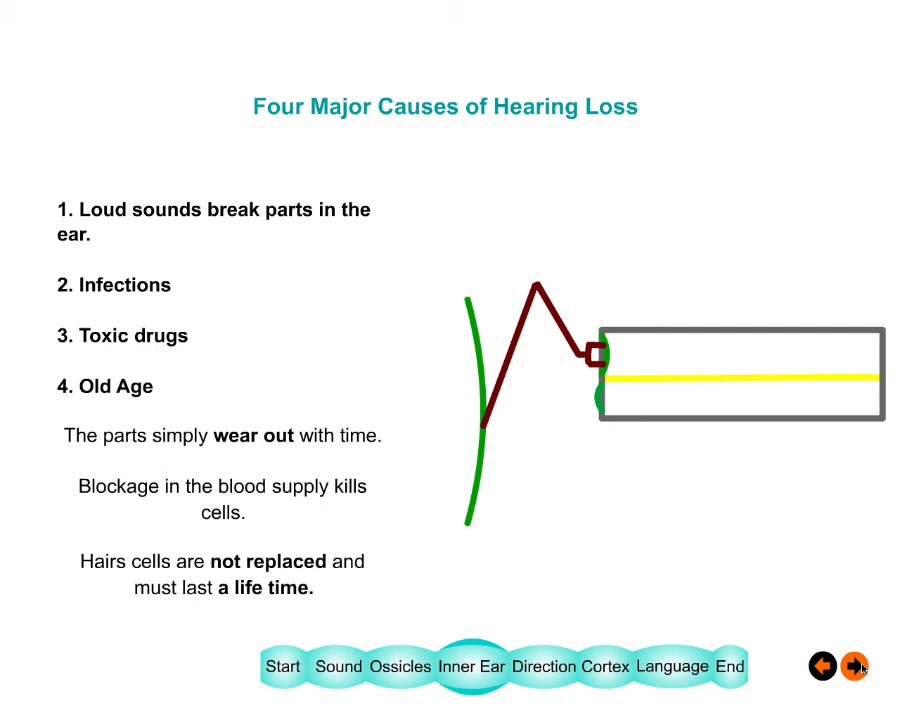 Four Major Causes of Hearing Loss
1. Loud sounds break parts in the
ear.
2. Infections
3. Toxic drugs
4. Old Age
The parts simply wear out with time.
Blockage in the blood supply kills
cells.
Hairs cells are not replaced and
must last a life time.
Start Sound Ossicles Inner Ear Direction Cortex Language End